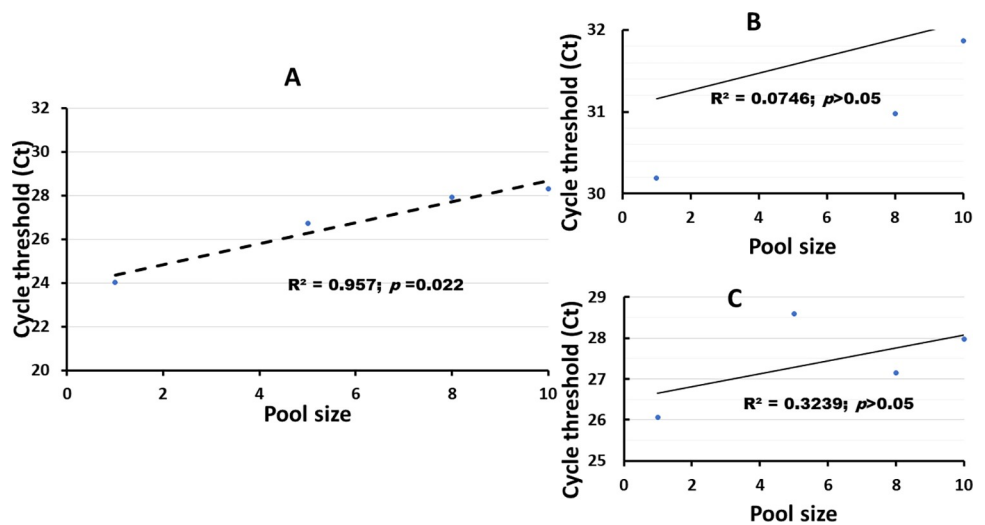 A
Cycle threshold (Ct)
32
30
28
26
24
22
20
0 2 4 6 8 10
R² = 0.957; p =0.022
Pool size
B
Cycle threshold (Ct)
32
31
30
0 2 4 6 8 10
R² = 0.0746; p>0.05
Pool size
C
Cycle threshold (Ct)
29
28
27
26
25
0 2 4 6 8 10
R² = 0.3239; p>0.05
Pool size